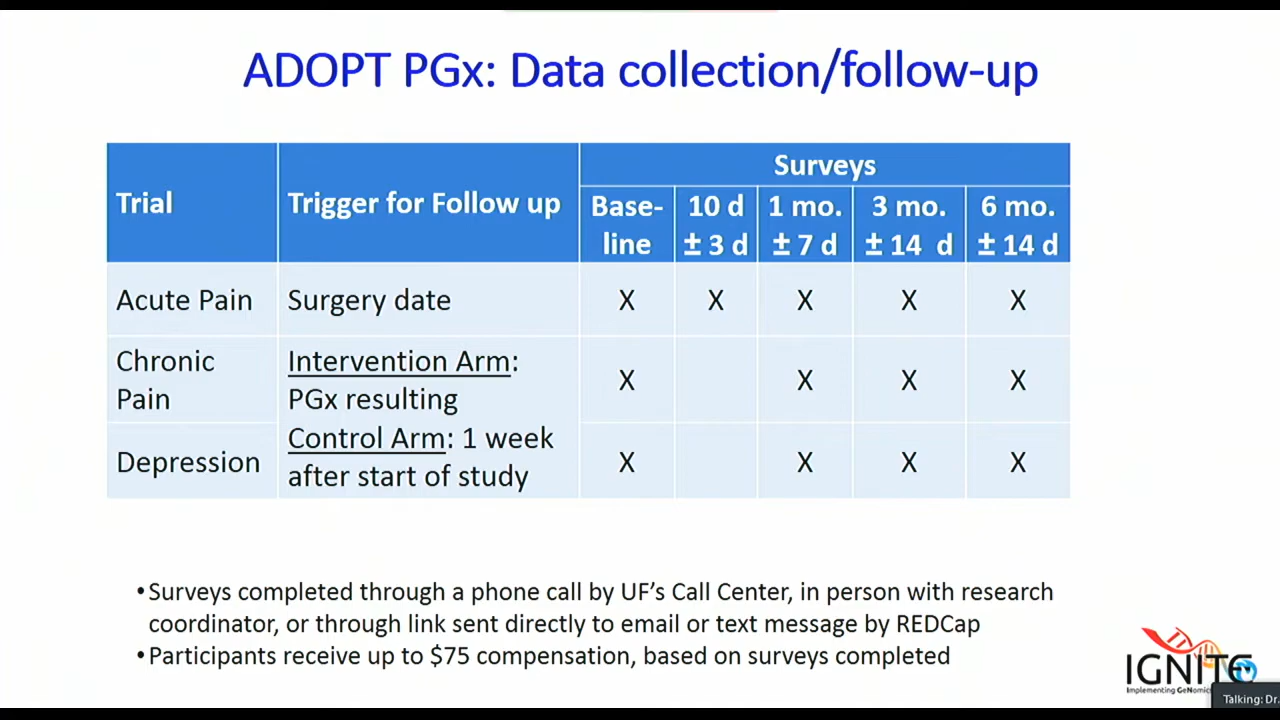 ADOPT PGx: Data collection/follow-up
Trial
Trigger for Follow up
Surveys
Base-
line
10 d
± 3 d
1 mo.
± 7 d
3 mo.
± 14 d
6 mo.
± 14 d
Acute Pain
Surgery date
X X X X X
Chronic
Pain
Intervention Arm:
PGx resulting
X X X X
Depression
Control Arm: 1 week
after start of study
X X X X
•Surveys completed through a phone call by UF's Call Center, in person with research
coordinator, or through link sent directly to email or text message by REDCap
•Participants receive up to $75 compensation, based on surveys completed
IGNITE
Implementing GeNomics
Talking: Dr.